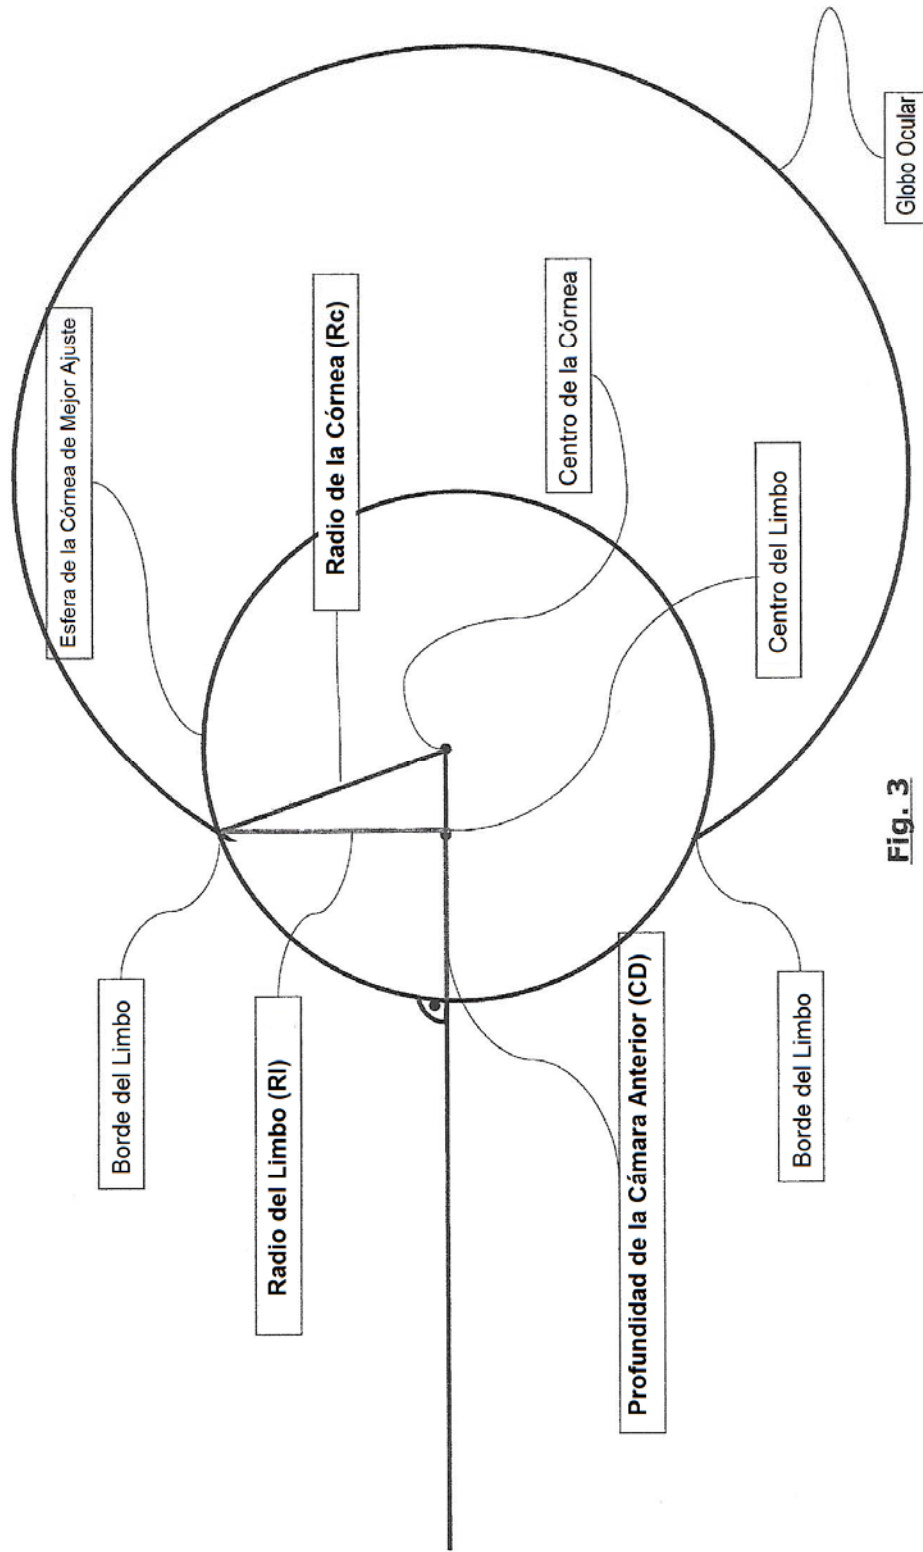 Globo Ocular
Esfera de la Córnea de Mejor Ajuste
Radio de la Córnea (Rc)
Centro de la Córnea
Centro del Limbo
Borde del Limbo
Radio del Limbo (Rl)
Profundidad de la Cámara Anterior (CD)
Borde del Limbo
Fig. 3